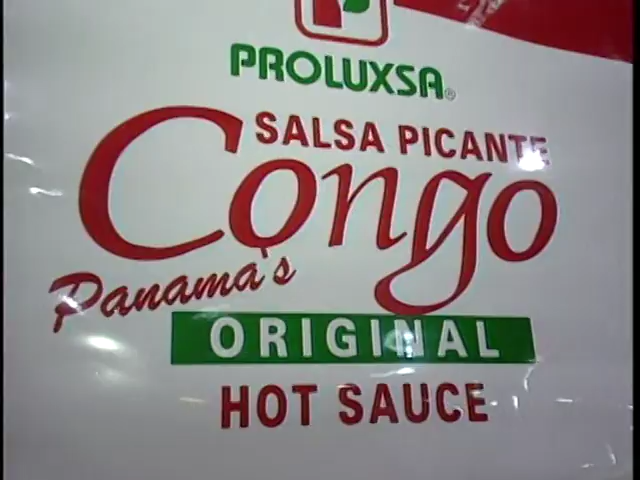 PROLUXSA®
SALSA PICANTE
Congo
Panama's
ORIGINAL
HOT SAUCE